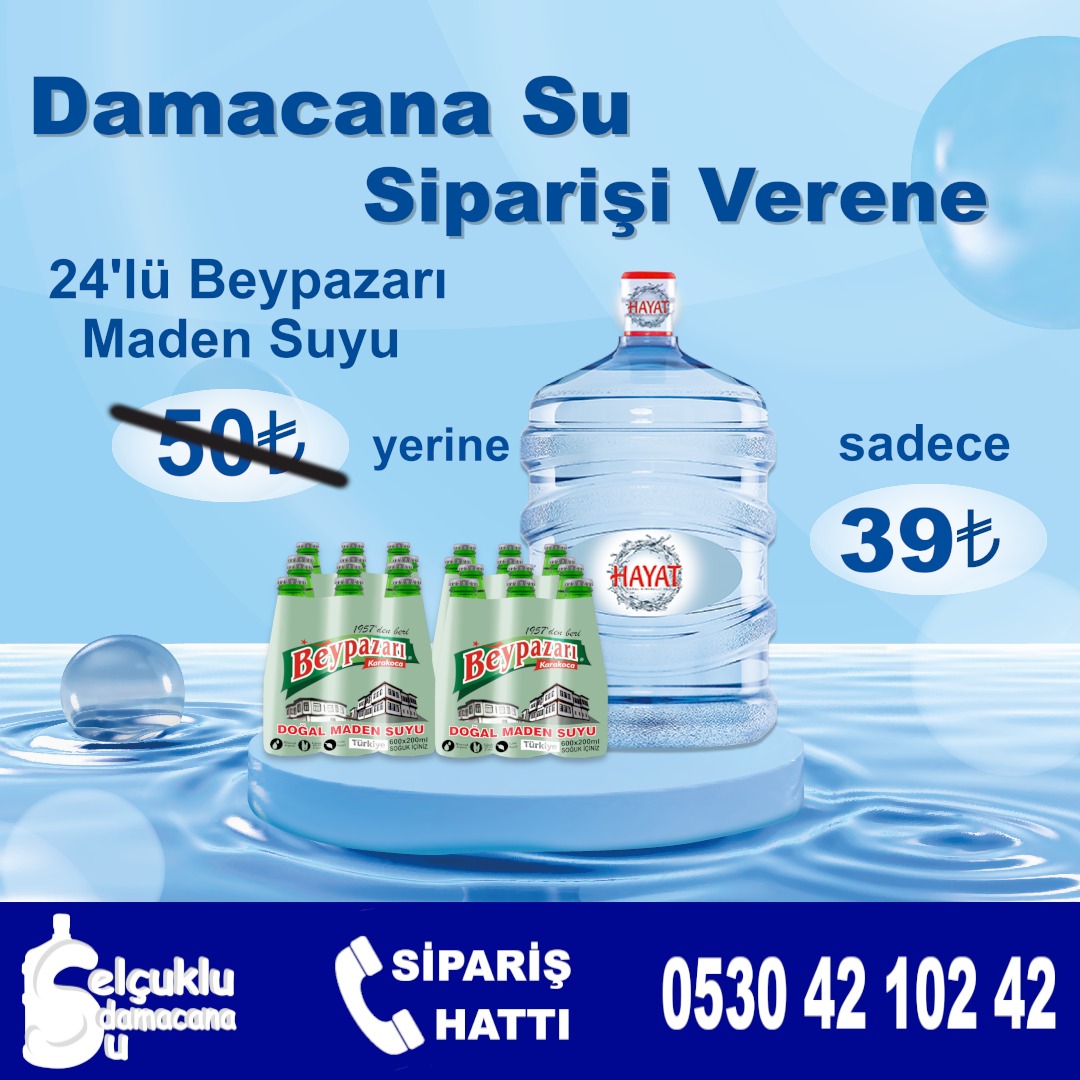 Damacana Su
Siparişi Verene
24'lü Beypazarı
Maden Suyu
50₺ yerine
sadece
39₺
HAYAT
HAYAT
1957'den beri
Beypazarı
Karakoca
DOĞAL MADEN SUYU
Türkiye
600x200ml
SOĞUK İÇİNİZ
1957'den beri
Beypazarı
Karakoca
DOĞAL MADEN SUYU
Türkiye
600x200ml
SOĞUK İÇİNİZ
Selçuklu
damacana
Su
SİPARİŞ
HATTI
0530 42 102 42